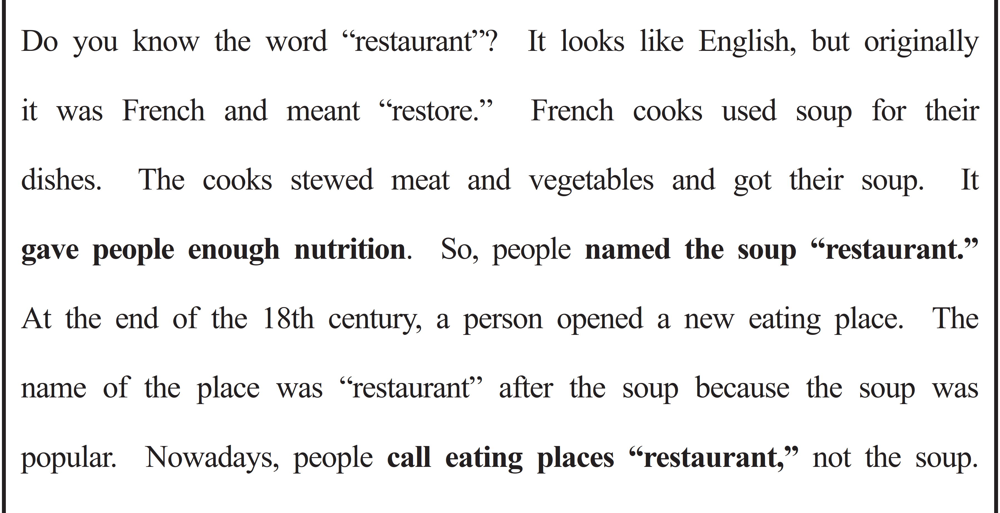 Do you know the word “restaurant”? It looks like English, but originally
it was French and meant “restore.” French cooks used soup for their
dishes. The cooks stewed meat and vegetables and got their soup. It
gave people enough nutrition. So, people named the soup “restaurant.”
At the end of the 18th century, a person opened a new eating place. The
name of the place was “restaurant” after the soup because the soup was
popular. Nowadays, people call eating places “restaurant,” not the soup.